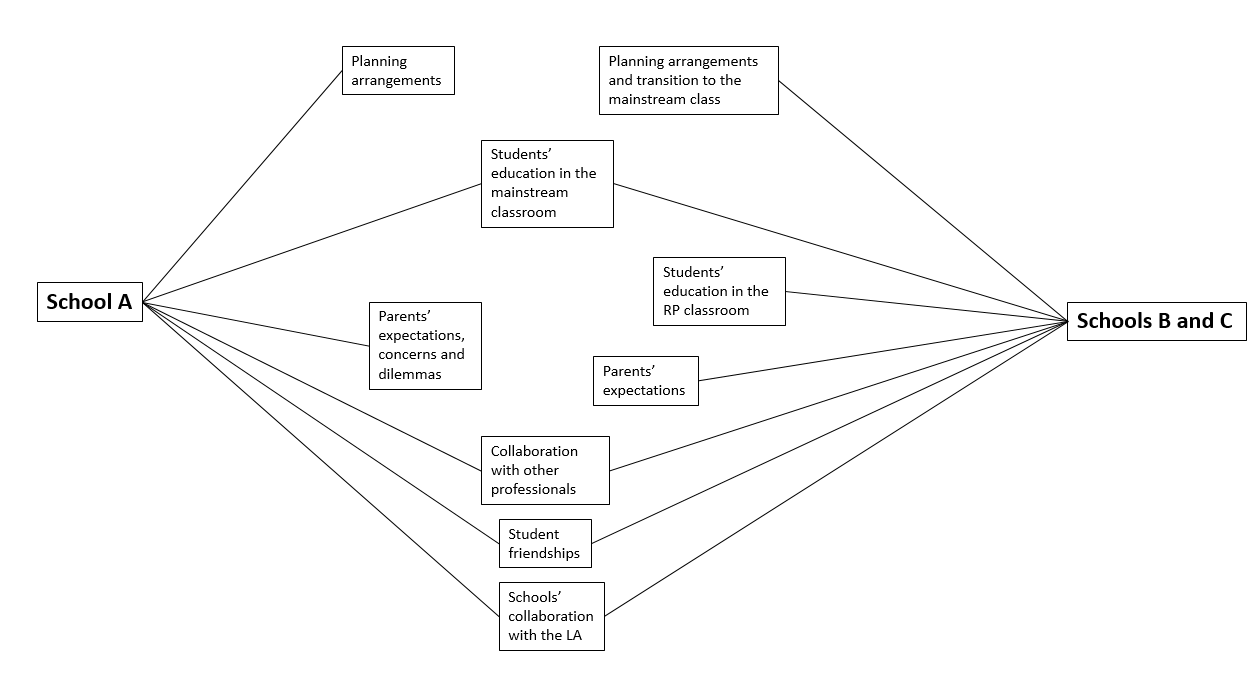 Planning
arrangements
Planning arrangements
and transition to the
mainstream class
Students’
education in the
mainstream
classroom
Students’
education in the
RP classroom
School A
Schools B and C
Parents’
expectations,
concerns and
dilemmas
Parents’
expectations
Collaboration
with other
professionals
Student
friendships
Schools’
collaboration
with the LA